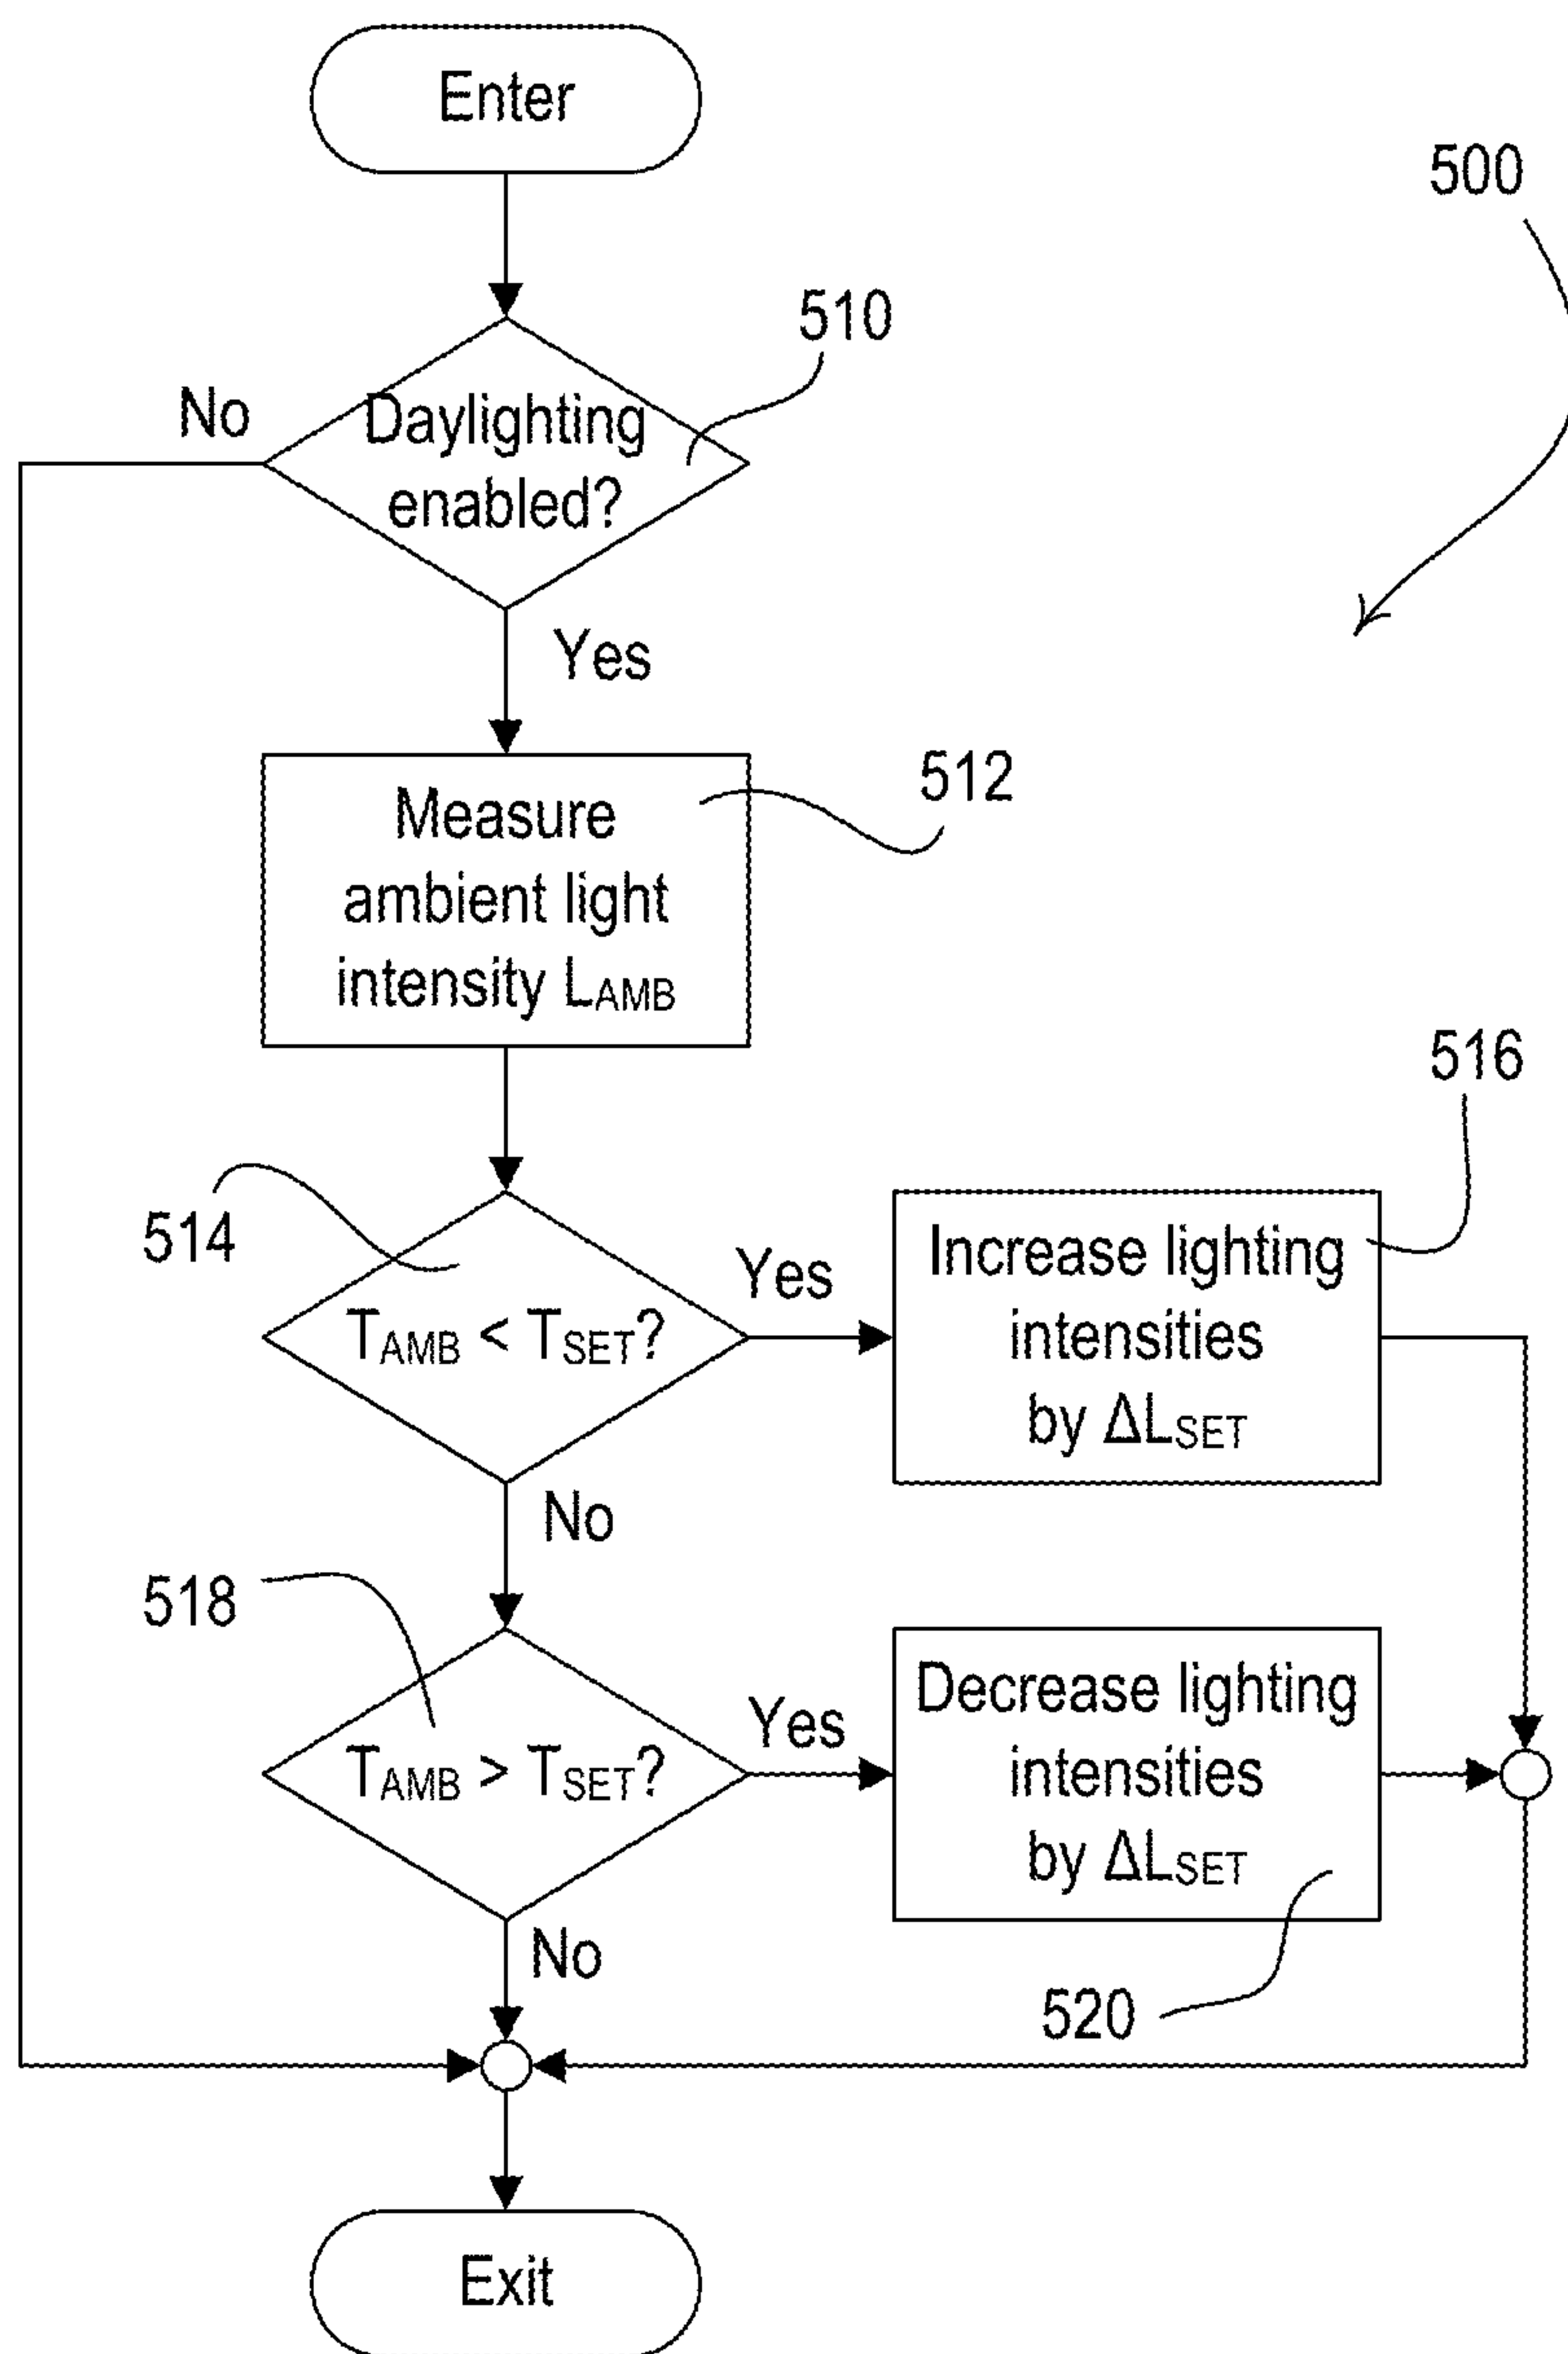 Enter
500
510
No
Daylighting
enabled?
Yes
512
Measure
ambient light
intensity LAMB
516
514
Yes
TAMB < TSET?
Increase lighting
intensities
by ΔLSET
No
518
Yes
TAMB > TSET?
Decrease lighting
intensities
by ΔLSET
No
520
Exit